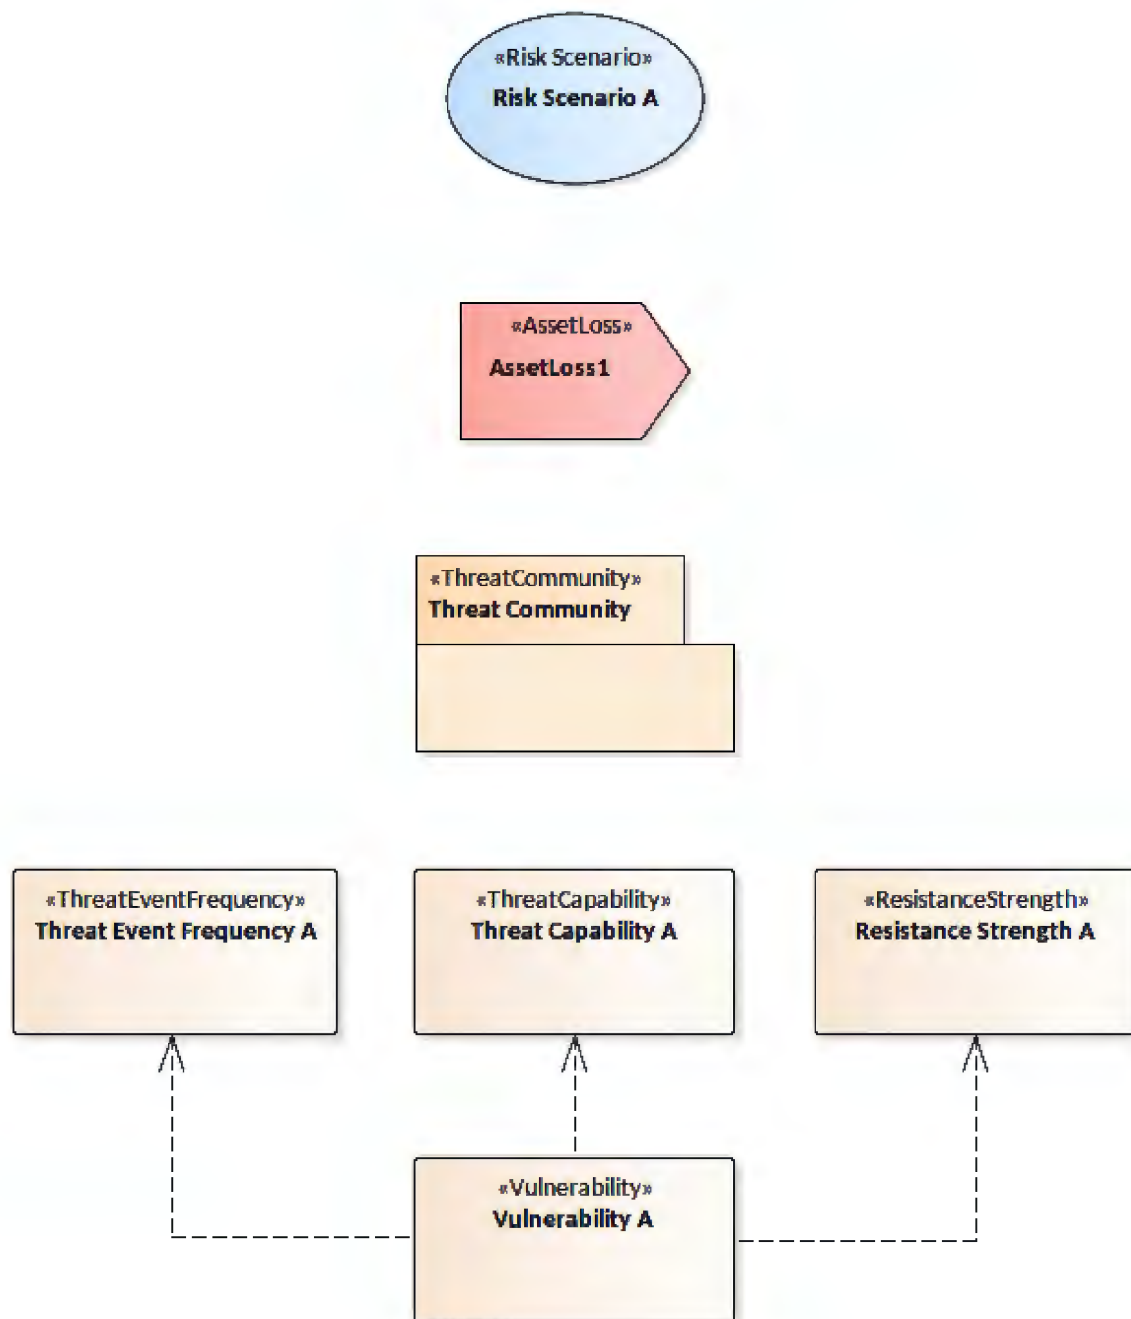 «Risk Scenario»
Risk Scenario A
«AssetLoss»
AssetLoss1
«ThreatCommunity»
Threat Community
«ThreatEventFrequency»
Threat Event Frequency A
«ThreatCapability»
Threat Capability A
«ResistanceStrength»
Resistance Strength A
«Vulnerability»
Vulnerability A